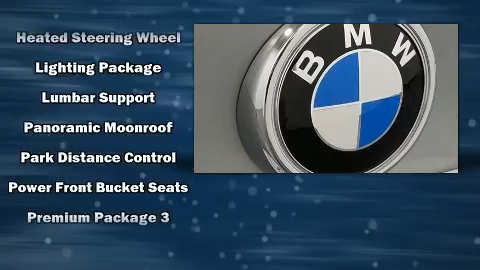 Heated Steering Wheel
Lighting Package
Lumbar Support
Panoramic Moonroof
Park Distance Control
Power Front Bucket Seats
Premium Package 3
BMW